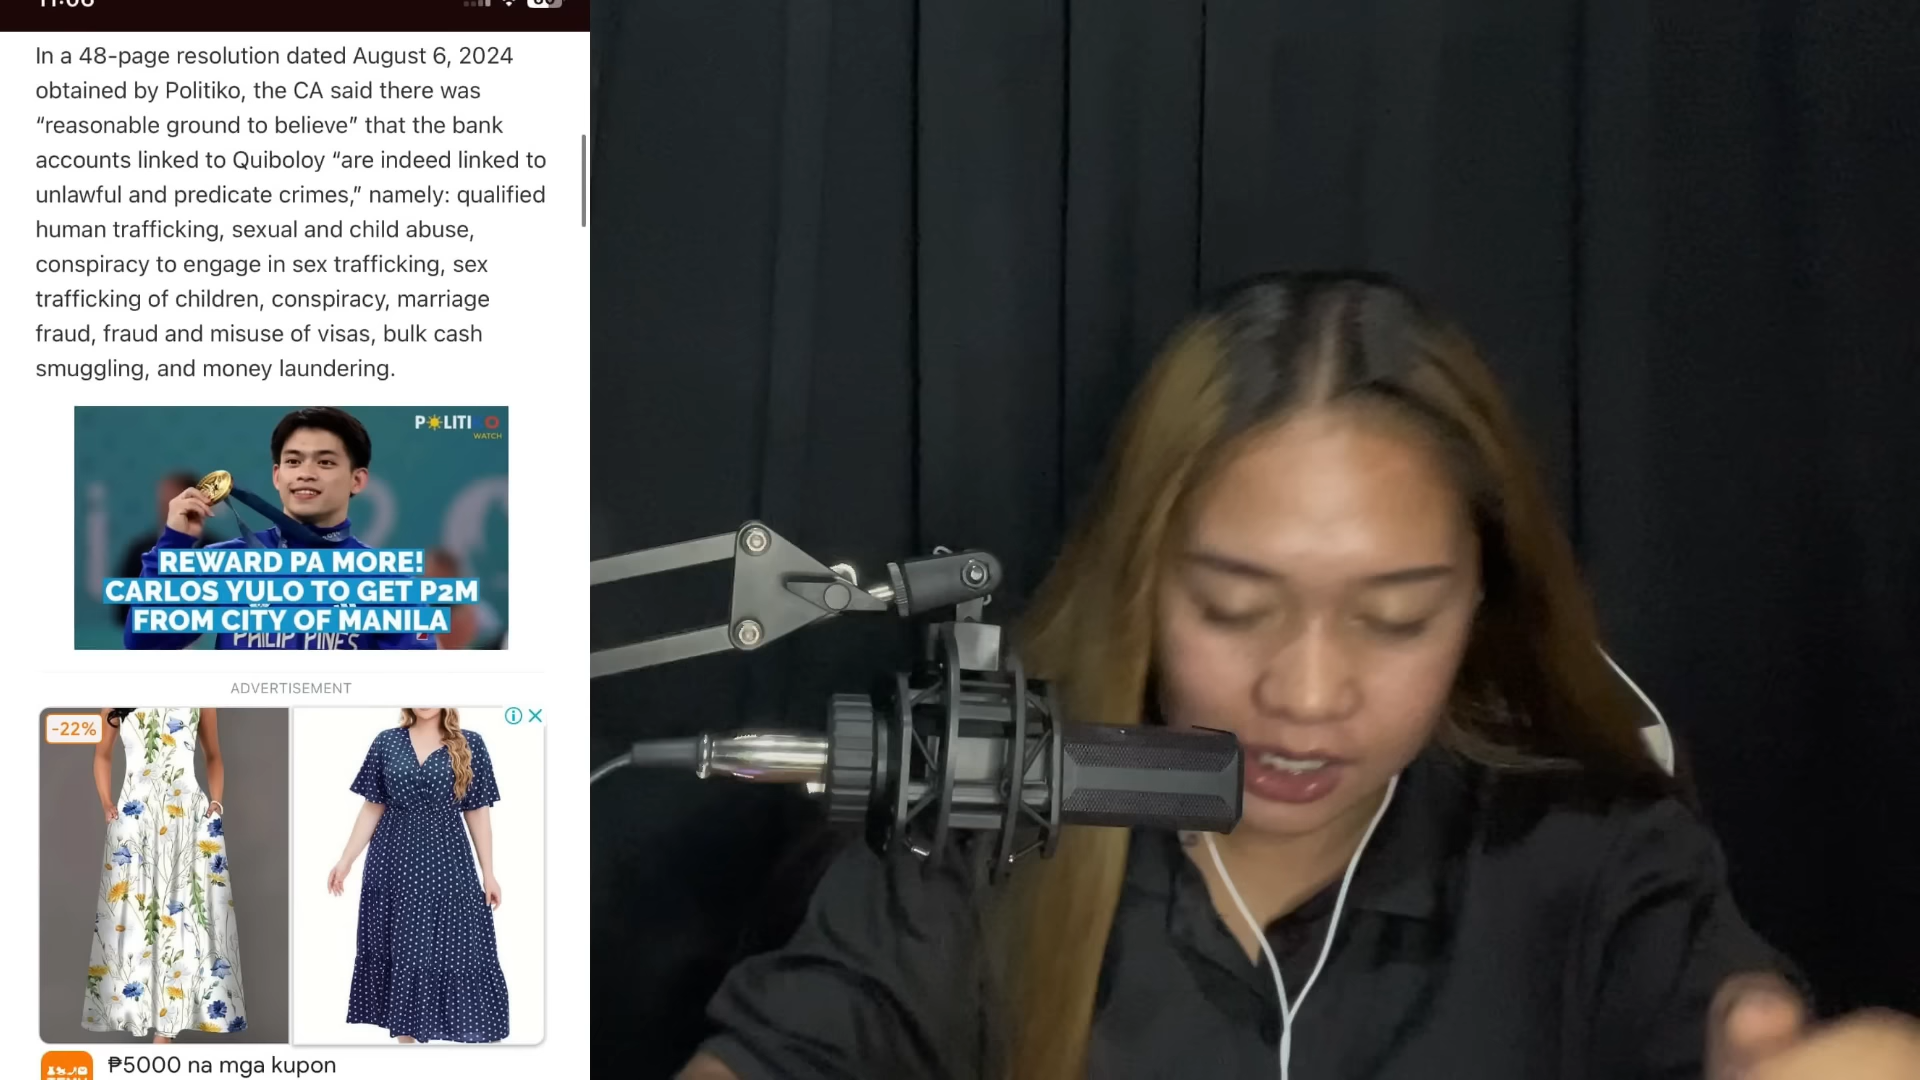 11:06
In a 48-page resolution dated August 6, 2024
obtained by Politiko, the CA said there was
“reasonable ground to believe” that the bank
accounts linked to Quiboloy “are indeed linked to
unlawful and predicate crimes,” namely: qualified
human trafficking, sexual and child abuse,
conspiracy to engage in sex trafficking, sex
trafficking of children, conspiracy, marriage
fraud, fraud and misuse of visas, bulk cash
smuggling, and money laundering.
POLITIKO
WATCH
REWARD PA MORE!
CARLOS YULO TO GET P2M
FROM CITY OF MANILA
PHILIPPINES
ADVERTISEMENT
-22%
₱5000 na mga kupon